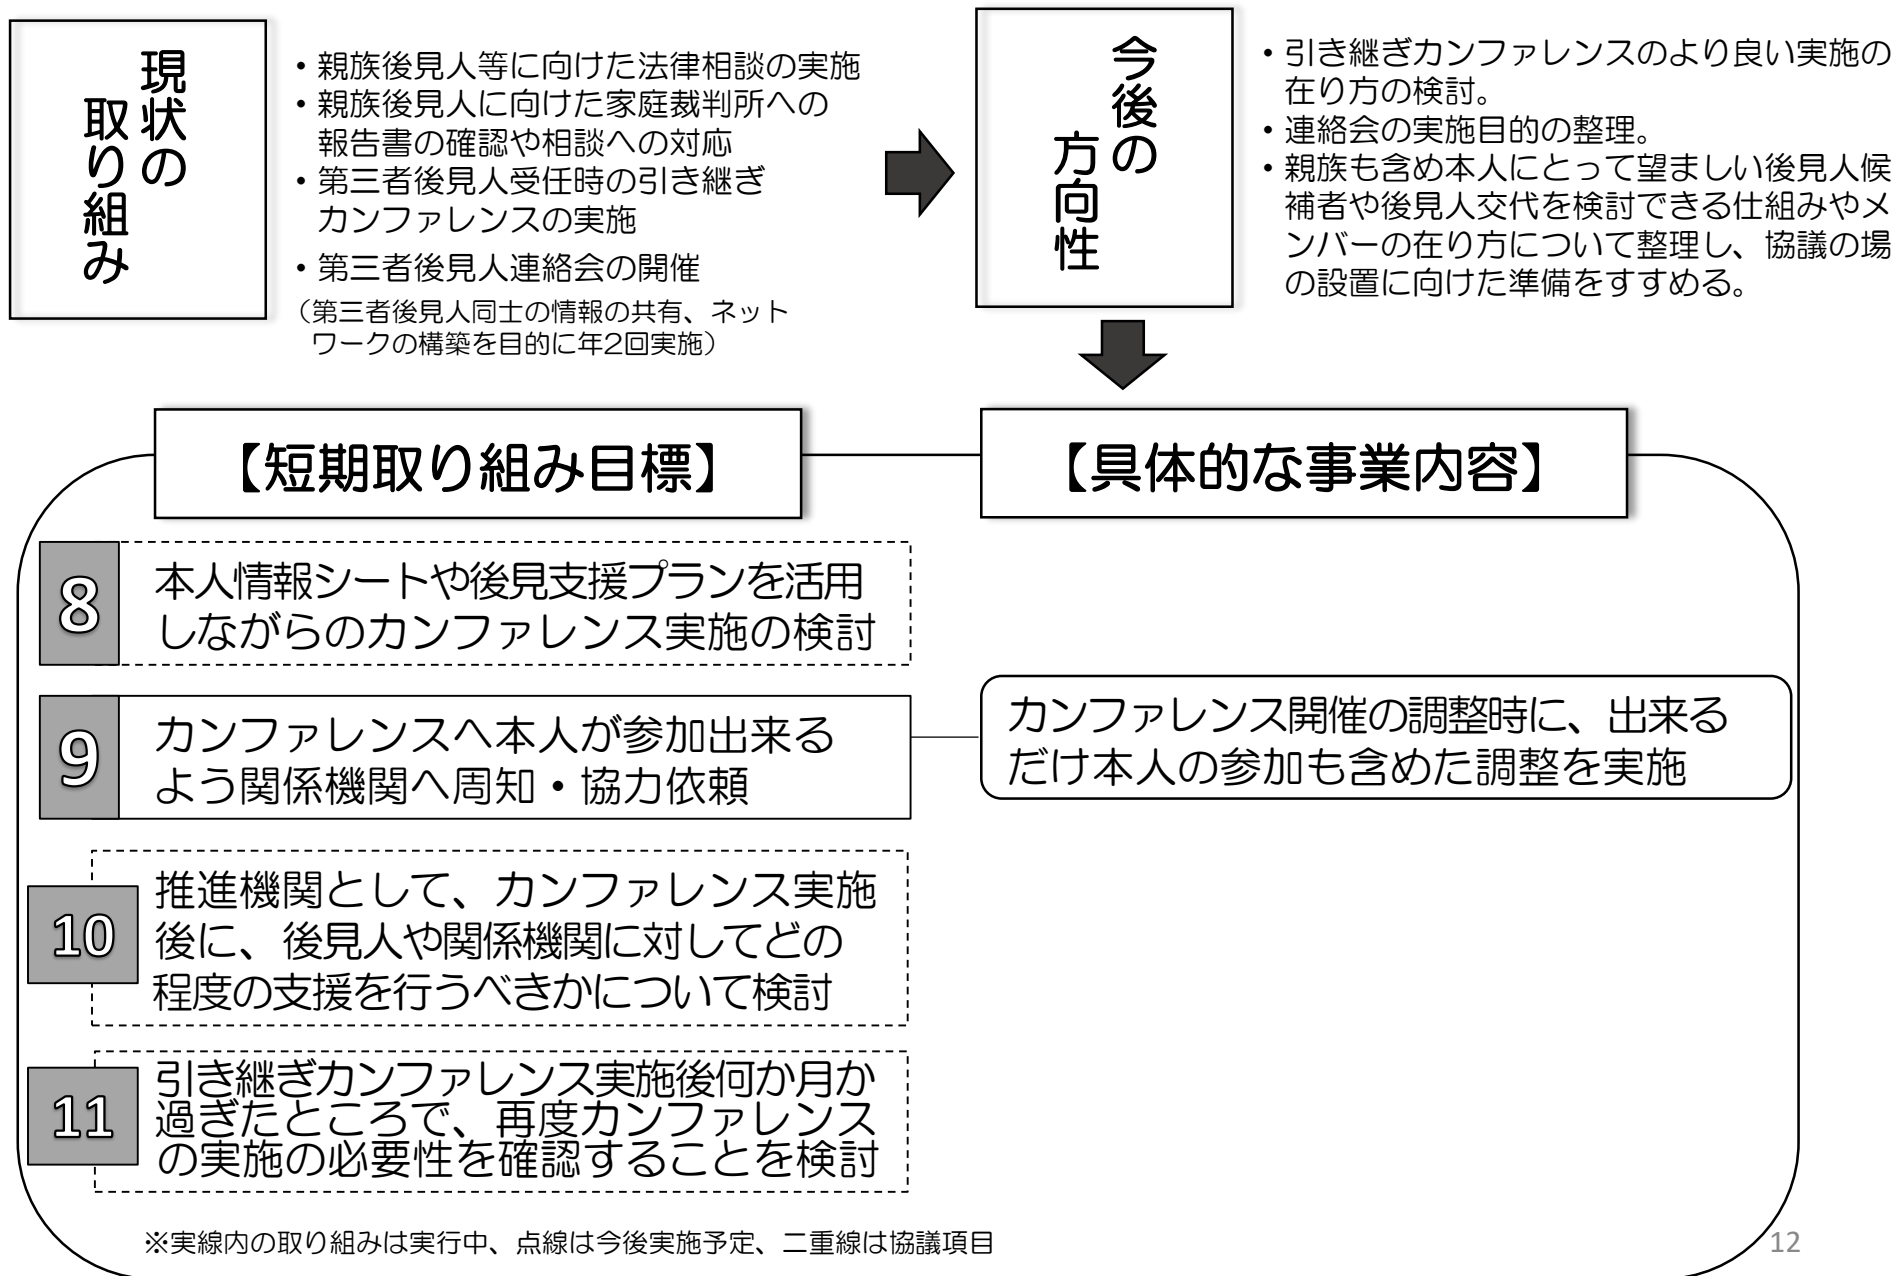 現状の
取り組み
・親族後見人等に向けた法律相談の実施
・親族後見人に向けた家庭裁判所への
報告書の確認や相談への対応
・第三者後見人受任時の引き継ぎ
カンファレンスの実施
・第三者後見人連絡会の開催
（第三者後見人同士の情報の共有、ネット
ワークの構築を目的に年2回実施）
今後の
方向性
・引き継ぎカンファレンスのより良い実施の
在り方の検討。
・連絡会の実施目的の整理。
・親族も含め本人にとって望ましい後見人候
補者や後見人交代を検討できる仕組みやメ
ンバーの在り方について整理し、協議の場
の設置に向けた準備をすすめる。
【短期取り組み目標】
【具体的な事業内容】
8
本人情報シートや後見支援プランを活用
しながらのカンファレンス実施の検討
9
カンファレンスへ本人が参加出来る
よう関係機関へ周知・協力依頼
カンファレンス開催の調整時に、出来る
だけ本人の参加も含めた調整を実施
10
推進機関として、カンファレンス実施
後に、後見人や関係機関に対してどの
程度の支援を行うべきかについて検討
11
引き継ぎカンファレンス実施後何か月か
過ぎたところで、再度カンファレンス
の実施の必要性を確認することを検討
※実線内の取り組みは実行中、点線は今後実施予定、二重線は協議項目
12